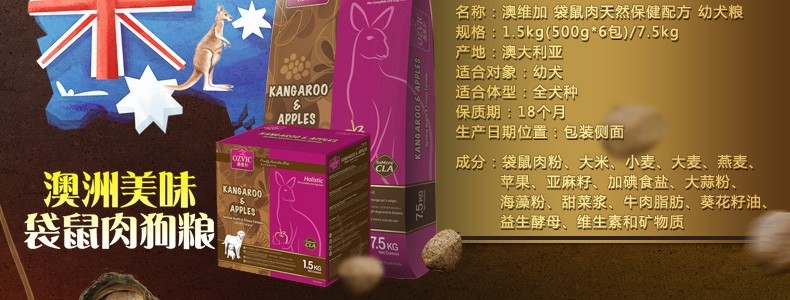 澳洲美味
袋鼠肉狗粮
KANGAROO
&
APPLES
CLA
7.5KG
7.5 KG
OZVIC
Holistic
KANGAROO
&
APPLES
CLA
1.5KG
名称：澳维加 袋鼠肉天然保健配方 幼犬粮
规格：1.5kg(500g*6包)/7.5kg
产地：澳大利亚
适合对象：幼犬
适合体型：全犬种
保质期：18个月
生产日期位置：包装侧面
成分：袋鼠肉粉、大米、小麦、大麦、燕麦、
苹果、亚麻籽、加碘食盐、大蒜粉、
海藻粉、甜菜浆、牛肉脂肪、葵花籽油、
益生酵母、维生素和矿物质